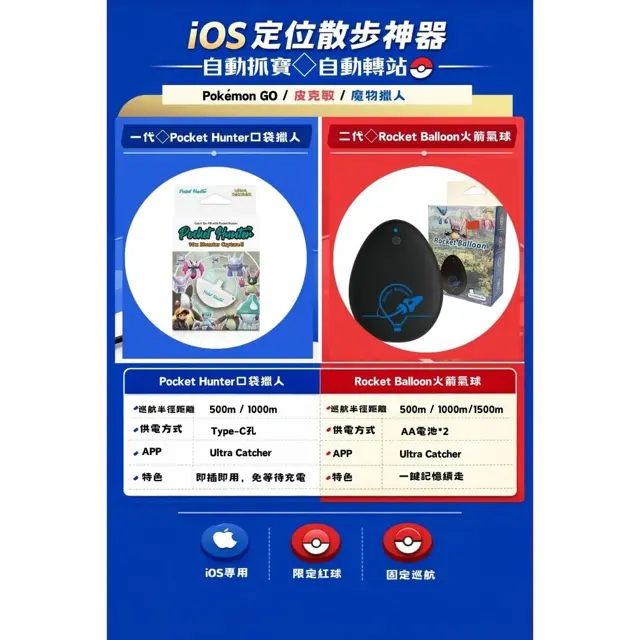 iOS 定位散步神器
自動抓寶◇自動轉站
Pokémon GO / 皮克敏 / 魔物獵人
一代◇Pocket Hunter口袋獵人
二代◇Rocket Balloon火箭氣球
Pocket Hunter
Pocket Hunter
Rocket Balloon
Pocket Hunter口袋獵人
Rocket Balloon火箭氣球
巡航半徑距離 500m / 1000m
巡航半徑距離 500m / 1000m/1500m
供電方式 Type-C孔
供電方式 AA電池*2
APP Ultra Catcher
APP Ultra Catcher
特色 即插即用，免等待充電
特色 一鍵記憶續走
iOS專用
限定紅球
固定巡航